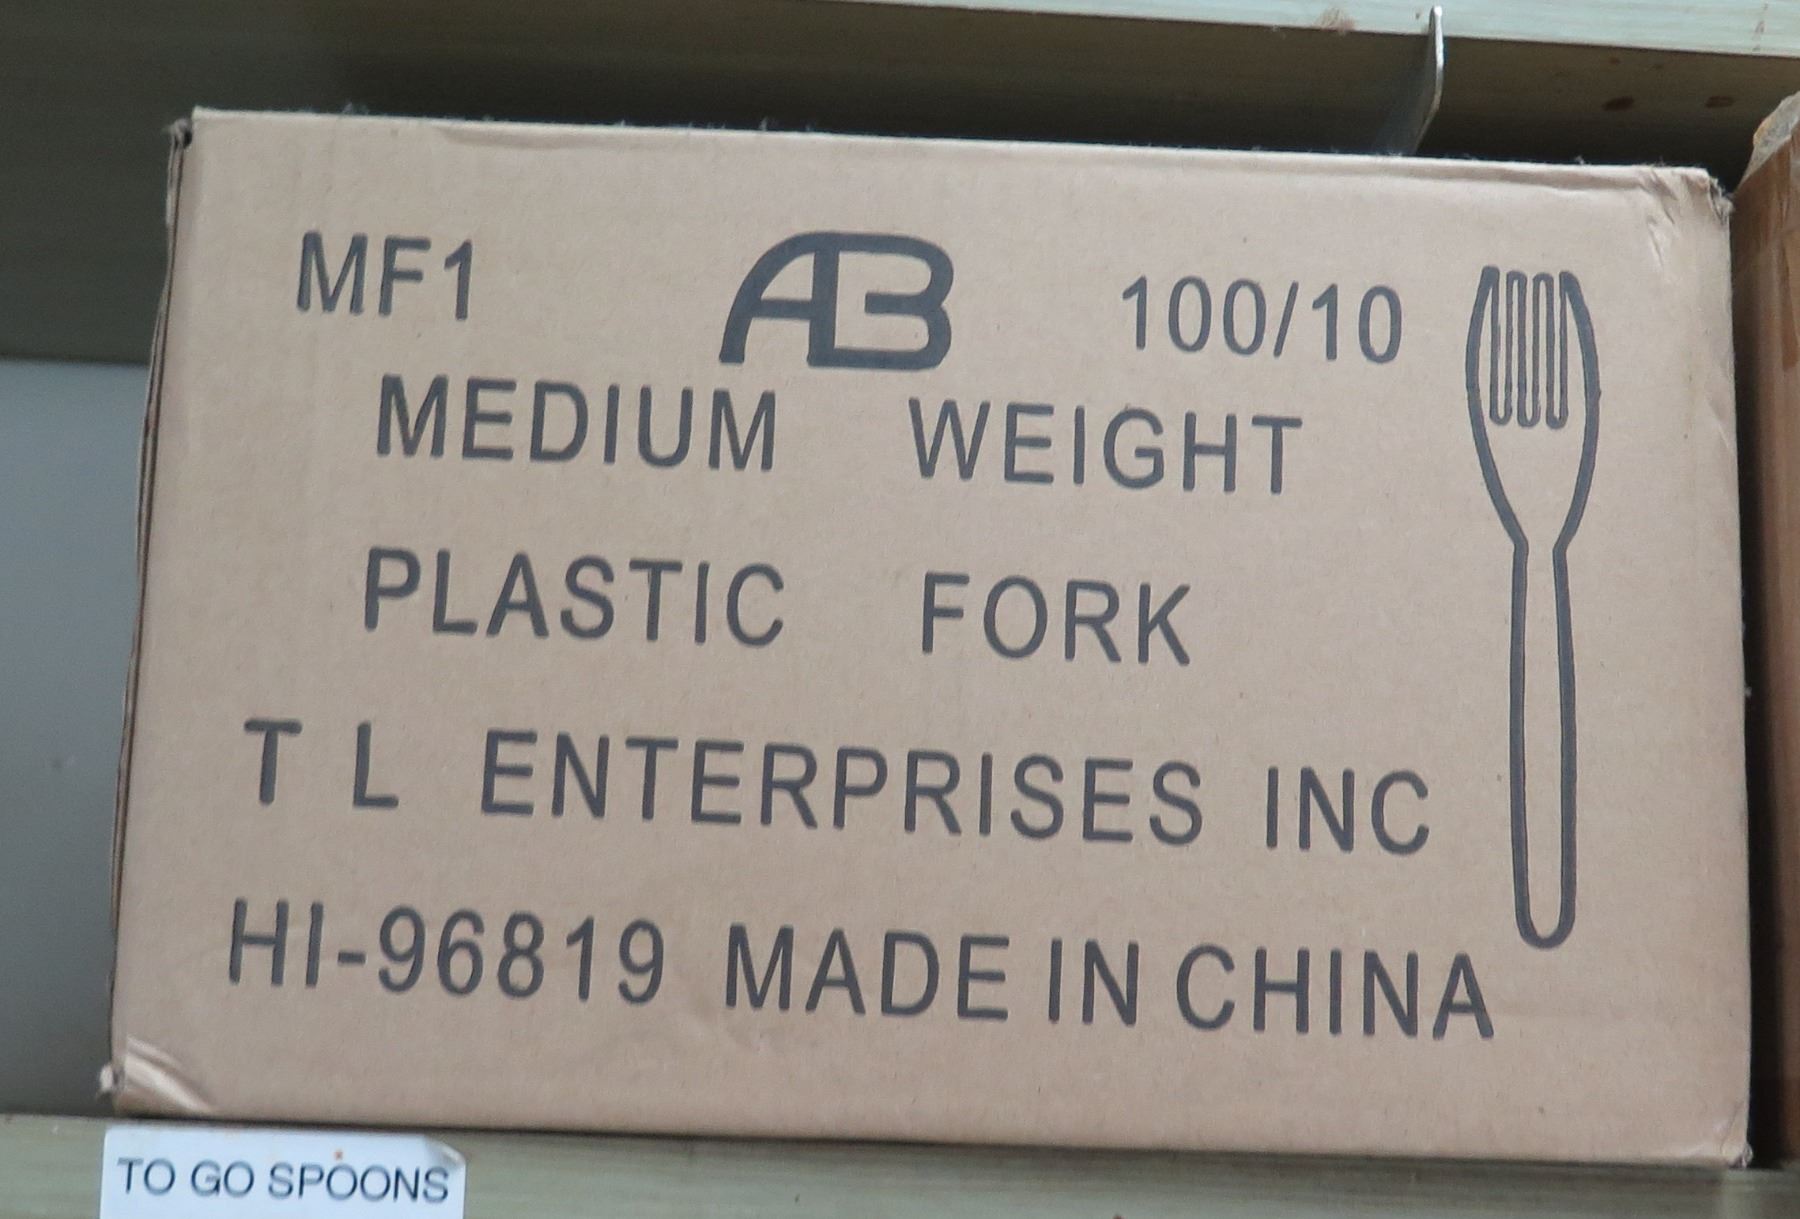 MF1 AB 100/10
MEDIUM WEIGHT
PLASTIC FORK
T L ENTERPRISES INC
HI-96819 MADE IN CHINA
TO GO SPOONS